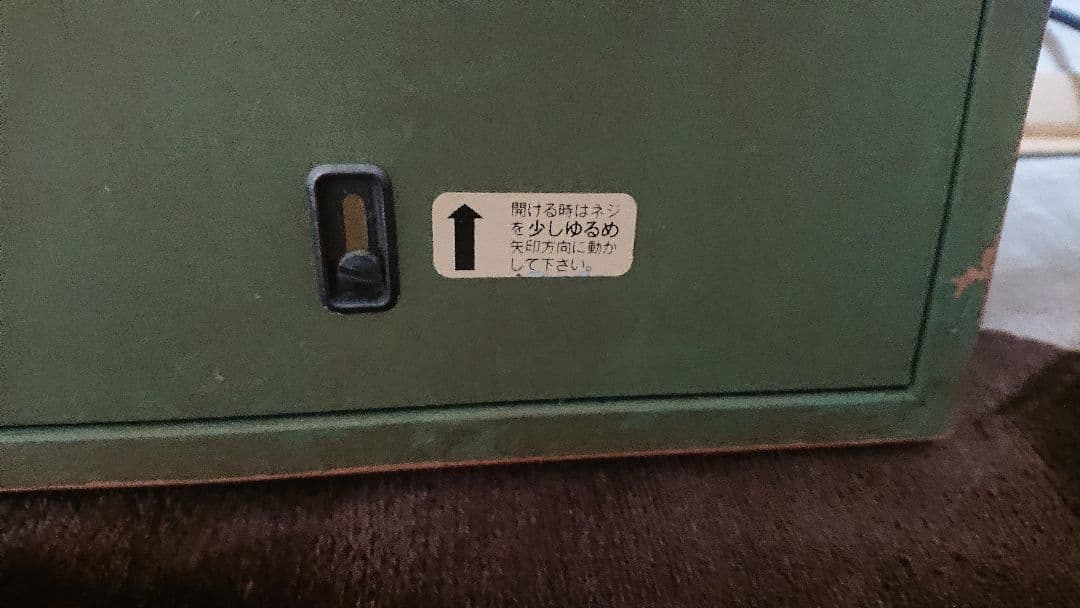 開ける時はネジ
を少しゆるめ
矢印方向に動か
して下さい。